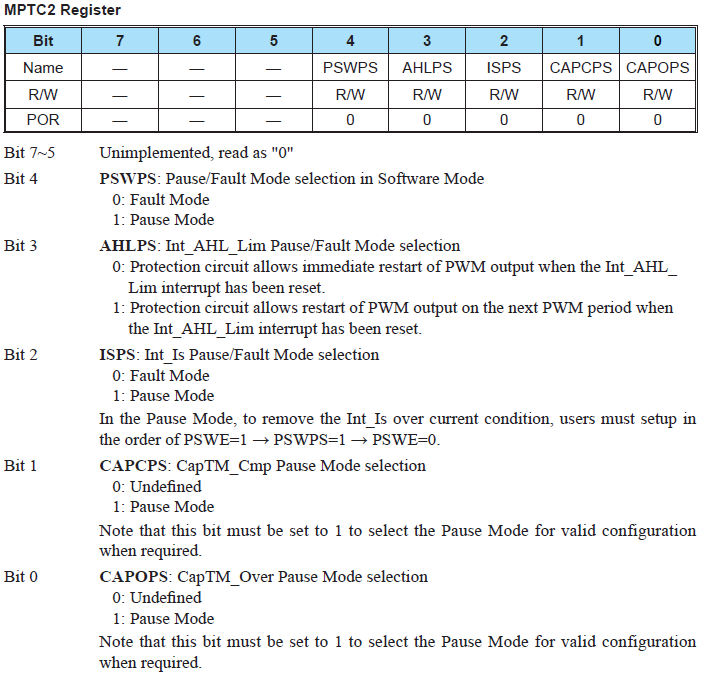 MPTC2 Register
Bit 7 6 5 4 3 2 1 0
Name — — — PSWPS AHLPS ISPS CAPCPS CAPOPS
R/W — — — R/W R/W R/W R/W R/W
POR — — — 0 0 0 0 0
Bit 7~5 Unimplemented, read as "0"
Bit 4 PSWPS: Pause/Fault Mode selection in Software Mode
0: Fault Mode
1: Pause Mode
Bit 3 AHLPS: Int_AHL_Lim Pause/Fault Mode selection
0: Protection circuit allows immediate restart of PWM output when the Int_AHL_
Lim interrupt has been reset.
1: Protection circuit allows restart of PWM output on the next PWM period when
the Int_AHL_Lim interrupt has been reset.
Bit 2 ISPS: Int_Is Pause/Fault Mode selection
0: Fault Mode
1: Pause Mode
In the Pause Mode, to remove the Int_Is over current condition, users must setup in
the order of PSWE=1 → PSWPS=1 → PSWE=0.
Bit 1 CAPCPS: CapTM_Cmp Pause Mode selection
0: Undefined
1: Pause Mode
Note that this bit must be set to 1 to select the Pause Mode for valid configuration
when required.
Bit 0 CAPOPS: CapTM_Over Pause Mode selection
0: Undefined
1: Pause Mode
Note that this bit must be set to 1 to select the Pause Mode for valid configuration
when required.